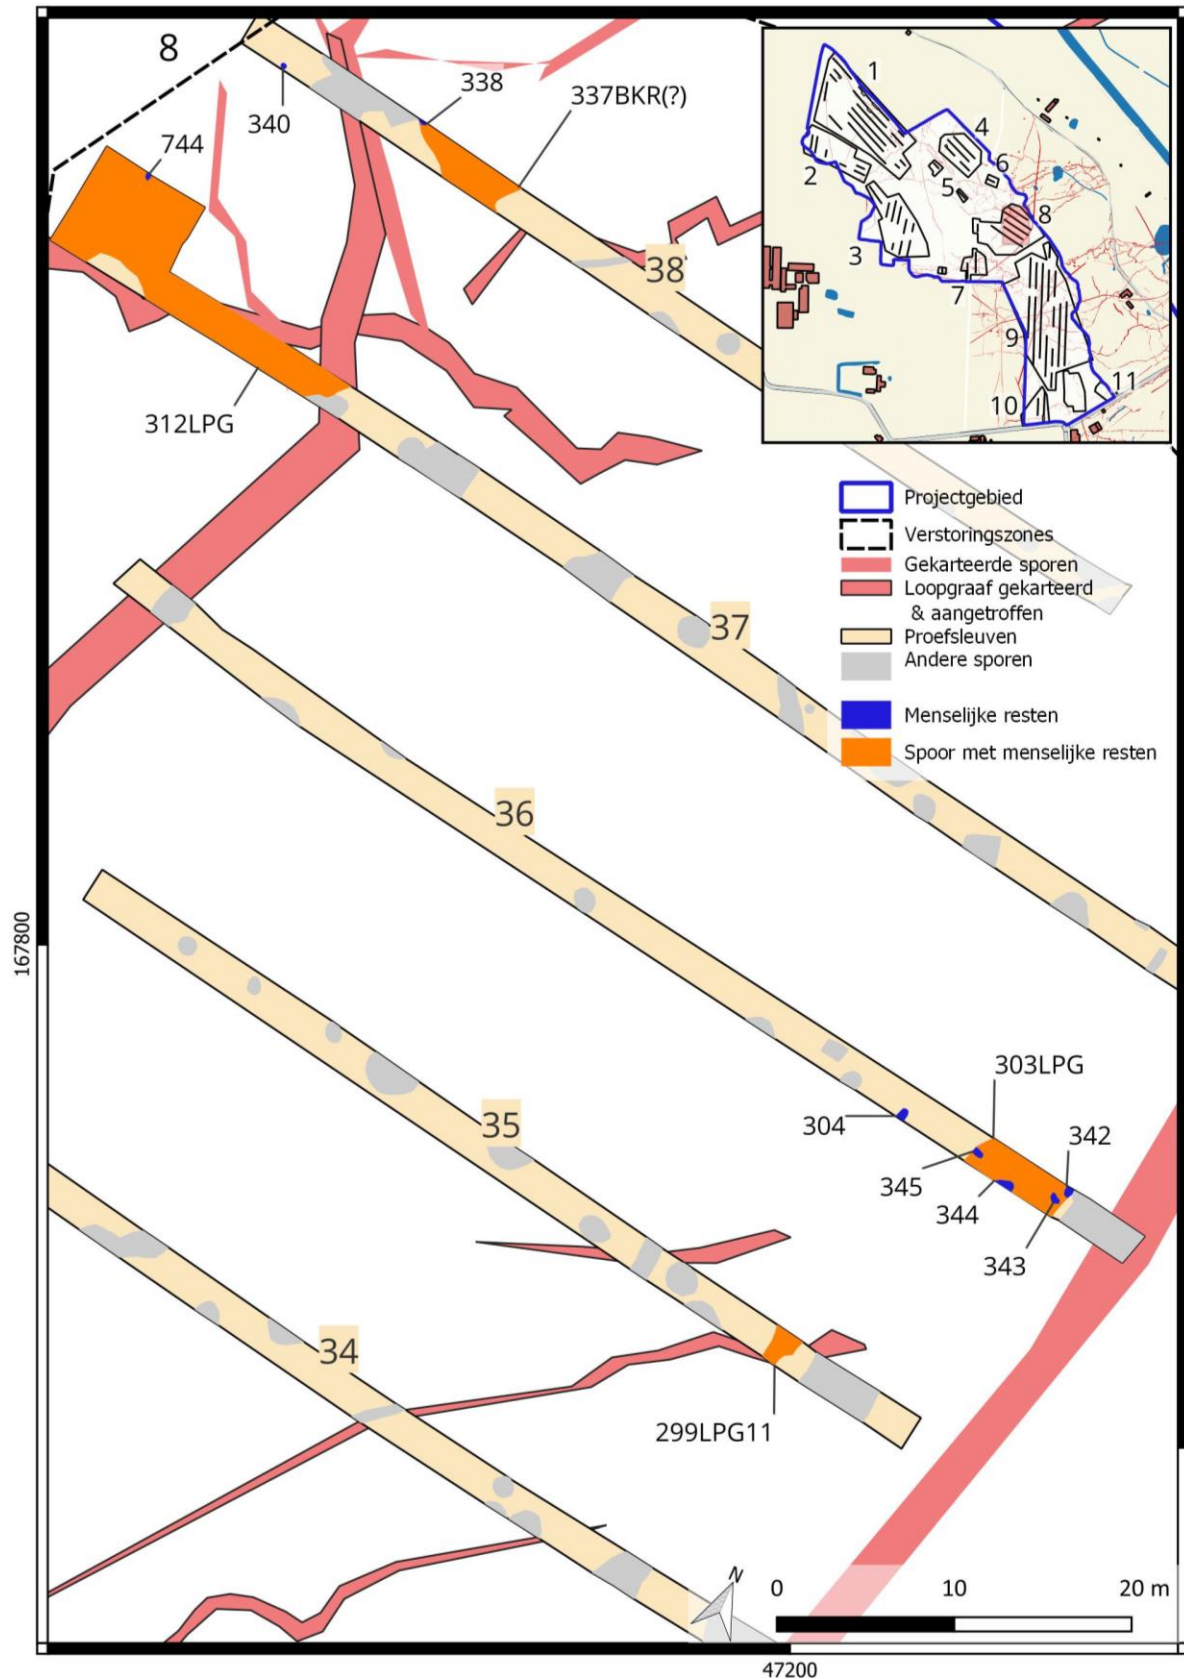 8
340
338
337BKR(?)
744
38
312LPG
1
2
3
4
5
6
7
8
9
10
11
Projectgebied
Verstoringszones
Gekarteerde sporen
Loopgraaf gekarteerd
& aangetroffen
Proefsleuven
Andere sporen
Menselijke resten
Spoor met menselijke resten
37
36
167800
303LPG
304
342
345
344
343
35
34
299LPG11
N
0 10 20 m
47200